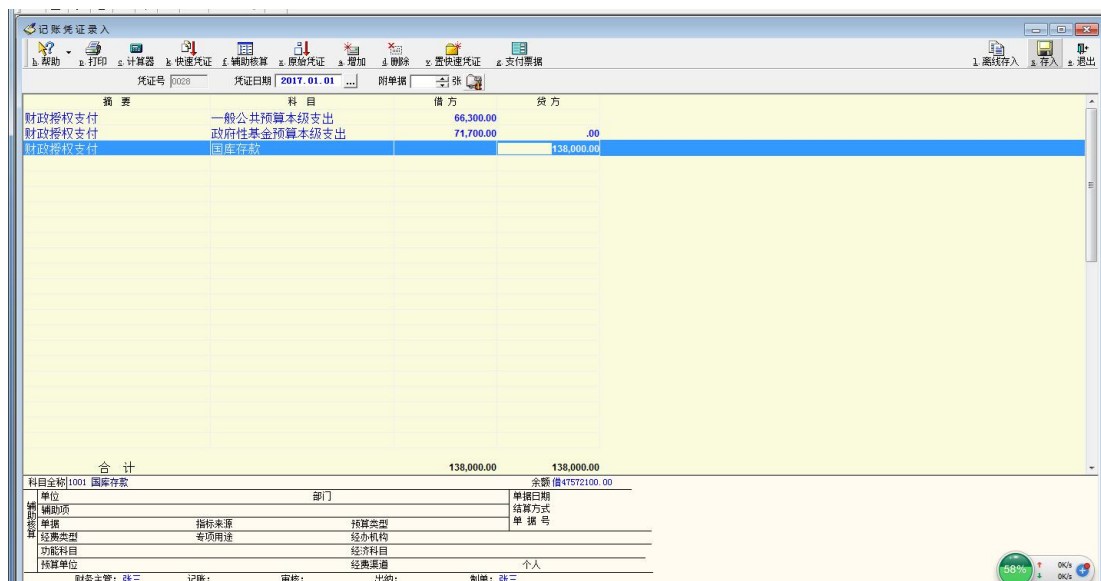 记账凭证录入
h.帮助 p.打印 c.计算器 k.快速凭证 f.辅助核算 x.原始凭证 a.增加 d.删除 y.置快速凭证 z.支付票据 l.离线存入 s.存入 e.退出
凭证号 0028 凭证日期 2017.01.01 ... 附单据 张
摘 要 科 目 借 方 贷 方
财政授权支付 一般公共预算本级支出 66,300.00
财政授权支付 政府性基金预算本级支出 71,700.00 .00
财政授权支付 国库存款 138,000.00
合 计 138,000.00 138,000.00
科目全称 1001 国库存款 余额 借47572100.00
辅助核算
单位 部门 单据日期
辅助项 结算方式
单据 指标来源 预算类型 单 据 号
经费类型 专项用途 经办机构
功能科目 经济科目
预算单位 经费渠道 个人
财务主管: 张三 记账: 审核: 出纳: 制单: 张三
58% 0K/s
0K/s